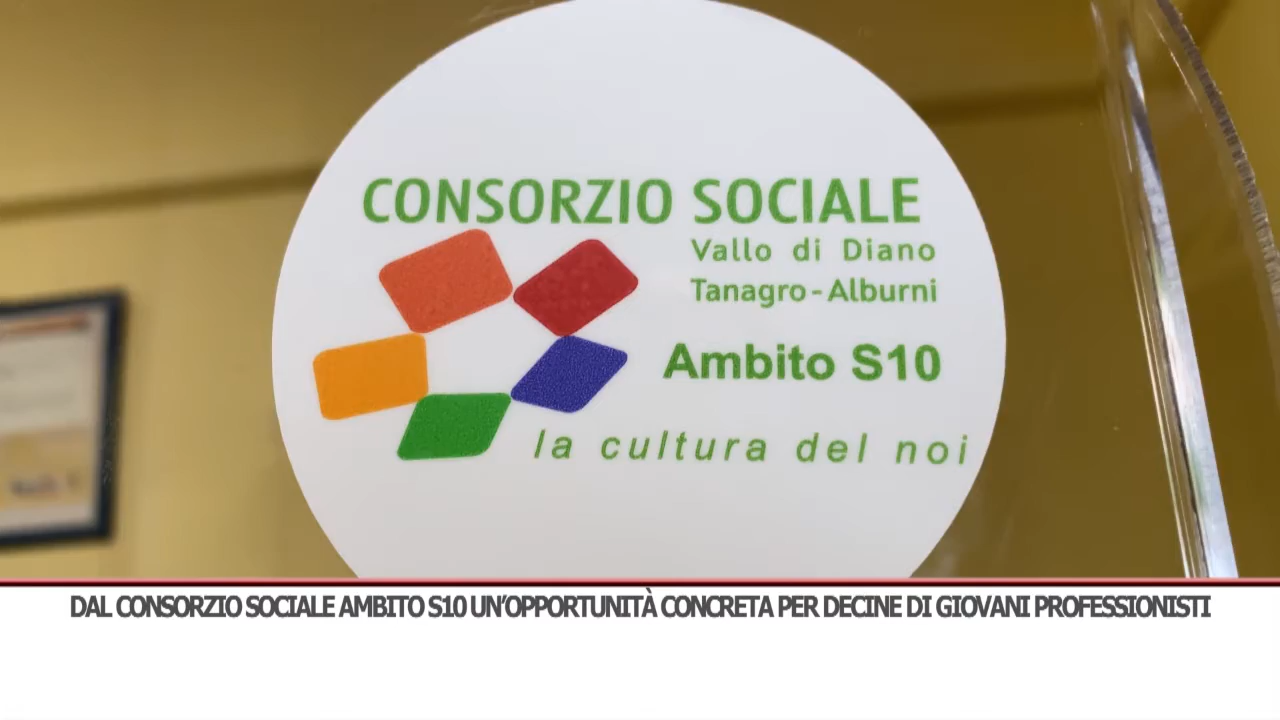 CONSORZIO SOCIALE
Vallo di Diano
Tanagro-Alburni
Ambito S10
la cultura del noi
DAL CONSORZIO SOCIALE AMBITO S10 UN'OPPORTUNITÀ CONCRETA PER DECINE DI GIOVANI PROFESSIONISTI